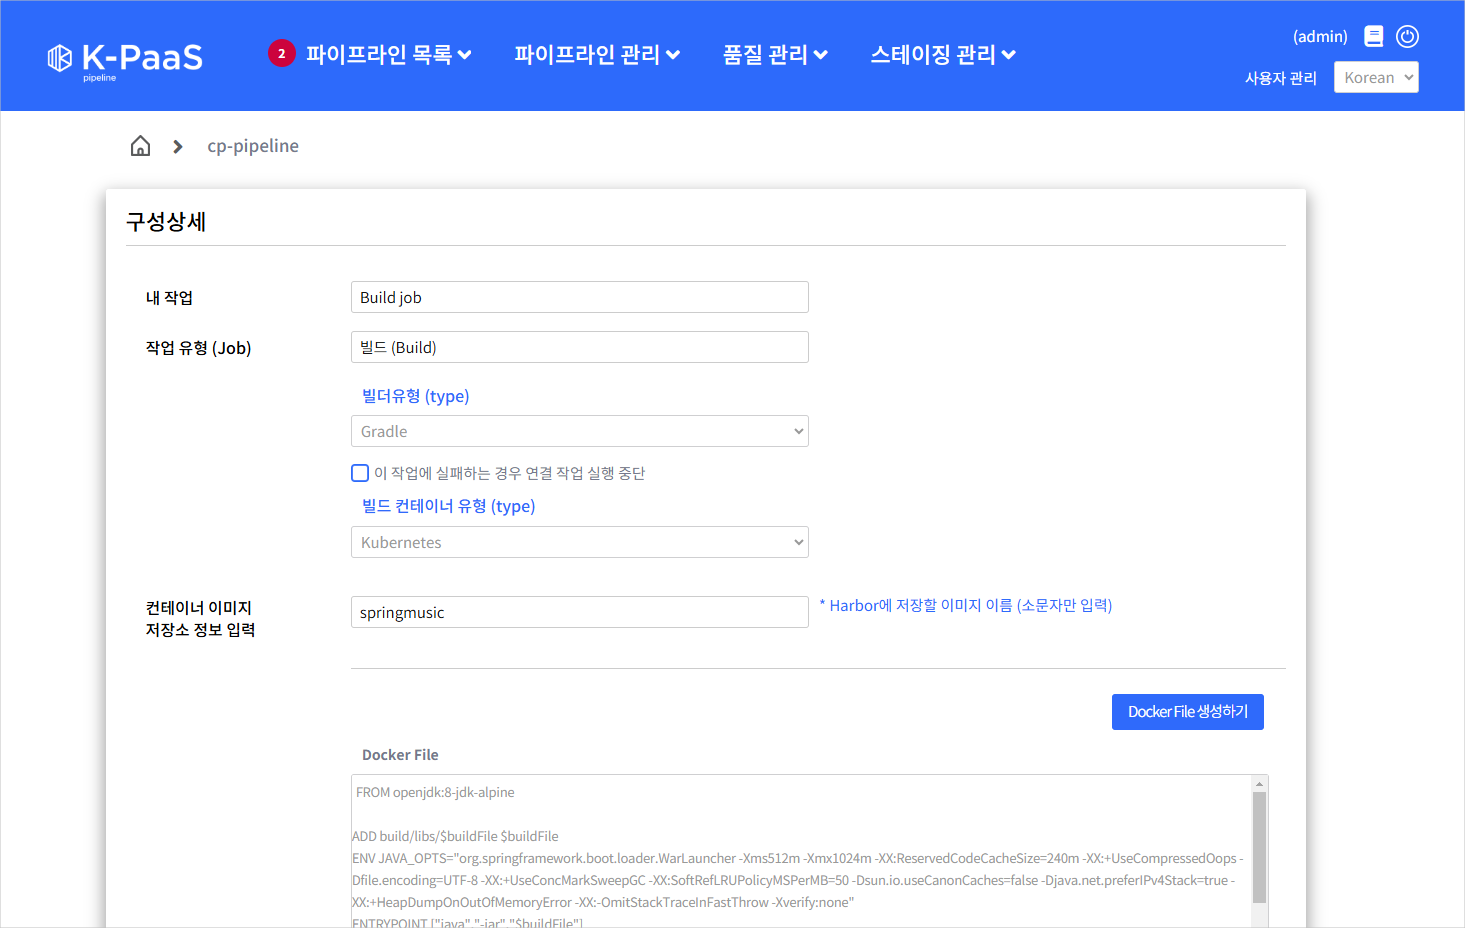 K-PaaS
pipeline
2 파이프라인 목록
파이프라인 관리
품질 관리
스테이징 관리
(admin)
사용자 관리
Korean
cp-pipeline
구성상세
내 작업
Build job
작업 유형 (Job)
빌드 (Build)
빌더유형 (type)
Gradle
이 작업에 실패하는 경우 연결 작업 실행 중단
빌드 컨테이너 유형 (type)
Kubernetes
컨테이너 이미지
저장소 정보 입력
springmusic
* Harbor에 저장할 이미지 이름 (소문자만 입력)
Docker File 생성하기
Docker File
FROM openjdk:8-jdk-alpine
ADD build/libs/$buildFile $buildFile
ENV JAVA_OPTS="org.springframework.boot.loader.WarLauncher -Xms512m -Xmx1024m -XX:ReservedCodeCacheSize=240m -XX:+UseCompressedOops -
Dfile.encoding=UTF-8 -XX:+UseConcMarkSweepGC -XX:SoftRefLRUPolicyMSPerMB=50 -Dsun.io.useCanonCaches=false -Djava.net.preferIPv4Stack=true -
XX:+HeapDumpOnOutOfMemoryError -XX:-OmitStackTraceInFastThrow -Xverify:none"
ENTRYPOINT ["java","-jar","$buildFile"]